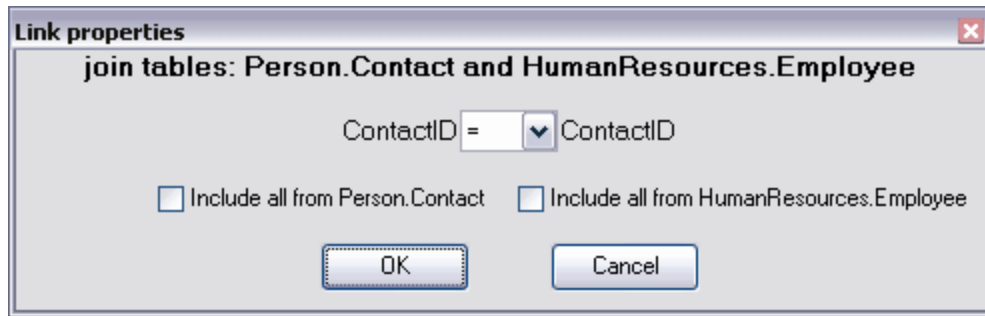 Link properties
join tables: Person.Contact and HumanResources.Employee
ContactID = ContactID
Include all from Person.Contact Include all from HumanResources.Employee
OK Cancel